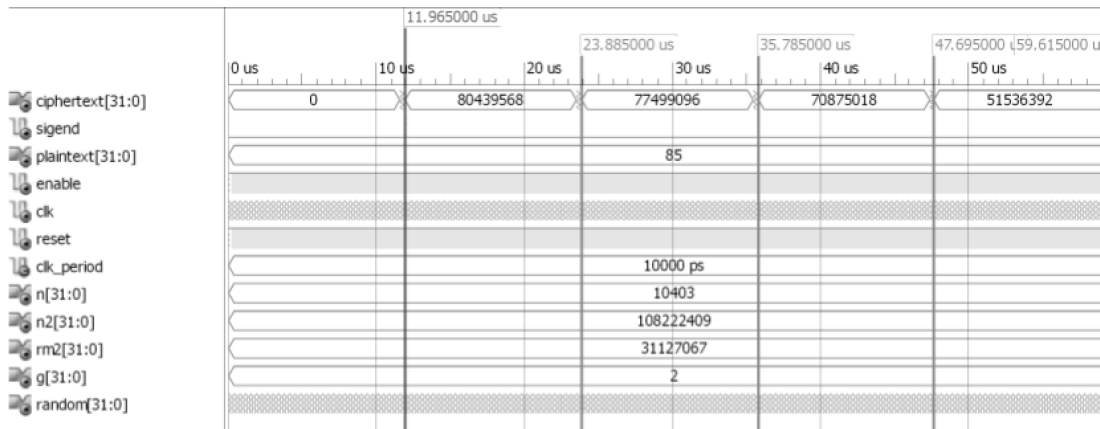 11.965000 us
23.885000 us 35.785000 us 47.695000 59.615000 u
0 us 10 us 20 us 30 us 40 us 50 us
ciphertext[31:0] 0 80439568 77499096 70875018 51536392
sigend
plaintext[31:0] 85
enable
clk
reset
clk_period 10000 ps
n[31:0] 10403
n2[31:0] 108222409
rm2[31:0] 31127067
g[31:0] 2
random[31:0]